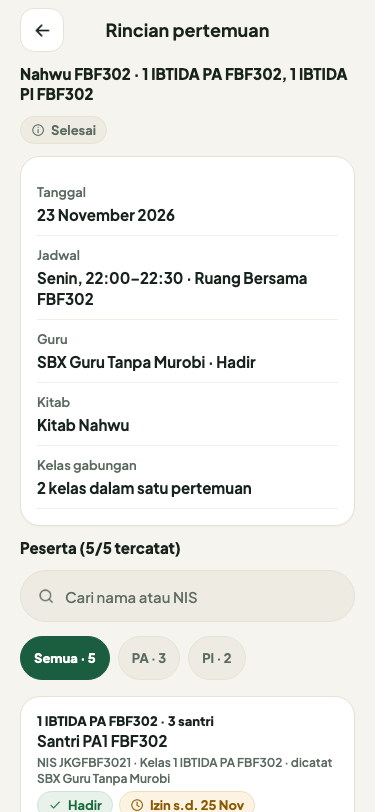 Rincian pertemuan
Nahwu FBF302 · 1 IBTIDA PA FBF302, 1 IBTIDA
PI FBF302
Selesai
Tanggal
23 November 2026
Jadwal
Senin, 22:00–22:30 · Ruang Bersama
FBF302
Guru
SBX Guru Tanpa Murobi · Hadir
Kitab
Kitab Nahwu
Kelas gabungan
2 kelas dalam satu pertemuan
Peserta (5/5 tercatat)
Cari nama atau NIS
Semua · 5
PA · 3
PI · 2
1 IBTIDA PA FBF302 · 3 santri
Santri PA1 FBF302
NIS JKGFBF3021 · Kelas 1 IBTIDA PA FBF302 · dicatat
SBX Guru Tanpa Murobi
Hadir
Izin s.d. 25 Nov